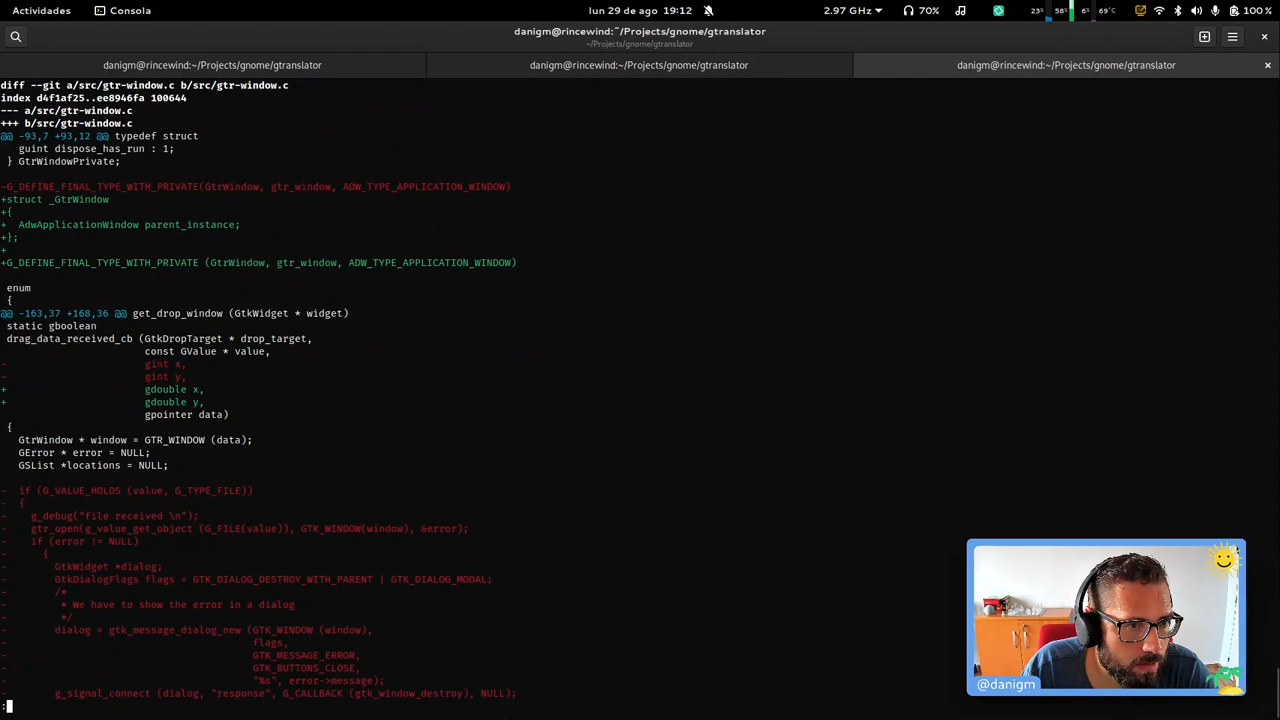 Actividades
Consola
lun 29 de ago 19:12
2.97 GHz
70%
23%
58%
6%
69°C
100 %
danigm@rincewind:~/Projects/gnome/gtranslator
~/Projects/gnome/gtranslator
danigm@rincewind:~/Projects/gnome/gtranslator
danigm@rincewind:~/Projects/gnome/gtranslator
danigm@rincewind:~/Projects/gnome/gtranslator
diff --git a/src/gtr-window.c b/src/gtr-window.c
index d4f1af25..ee8946fa 100644
--- a/src/gtr-window.c
+++ b/src/gtr-window.c
@@ -93,7 +93,12 @@ typedef struct
guint dispose_has_run : 1;
} GtrWindowPrivate;
-G_DEFINE_FINAL_TYPE_WITH_PRIVATE(GtrWindow, gtr_window, ADW_TYPE_APPLICATION_WINDOW)
+struct _GtrWindow
+{
+  AdwApplicationWindow parent_instance;
+};
+
+G_DEFINE_FINAL_TYPE_WITH_PRIVATE (GtrWindow, gtr_window, ADW_TYPE_APPLICATION_WINDOW)
enum
{
@@ -163,37 +168,36 @@ get_drop_window (GtkWidget * widget)
static gboolean
drag_data_received_cb (GtkDropTarget * drop_target,
const GValue * value,
- gint x,
- gint y,
+ gdouble x,
+ gdouble y,
gpointer data)
{
GtrWindow * window = GTR_WINDOW (data);
GError * error = NULL;
GSList *locations = NULL;
-  if (G_VALUE_HOLDS (value, G_TYPE_FILE))
-  {
-    g_debug("file received \n");
-    gtr_open(g_value_get_object (G_FILE(value)), GTK_WINDOW(window), &error);
-    if (error != NULL)
-      {
-        GtkWidget *dialog;
-        GtkDialogFlags flags = GTK_DIALOG_DESTROY_WITH_PARENT | GTK_DIALOG_MODAL;
-        /*
-         * We have to show the error in a dialog
-         */
-        dialog = gtk_message_dialog_new (GTK_WINDOW (window),
- flags,
- GTK_MESSAGE_ERROR,
- GTK_BUTTONS_CLOSE,
- "%s", error->message);
-        g_signal_connect (dialog, "response", G_CALLBACK (gtk_window_destroy), NULL);
:
@danigm